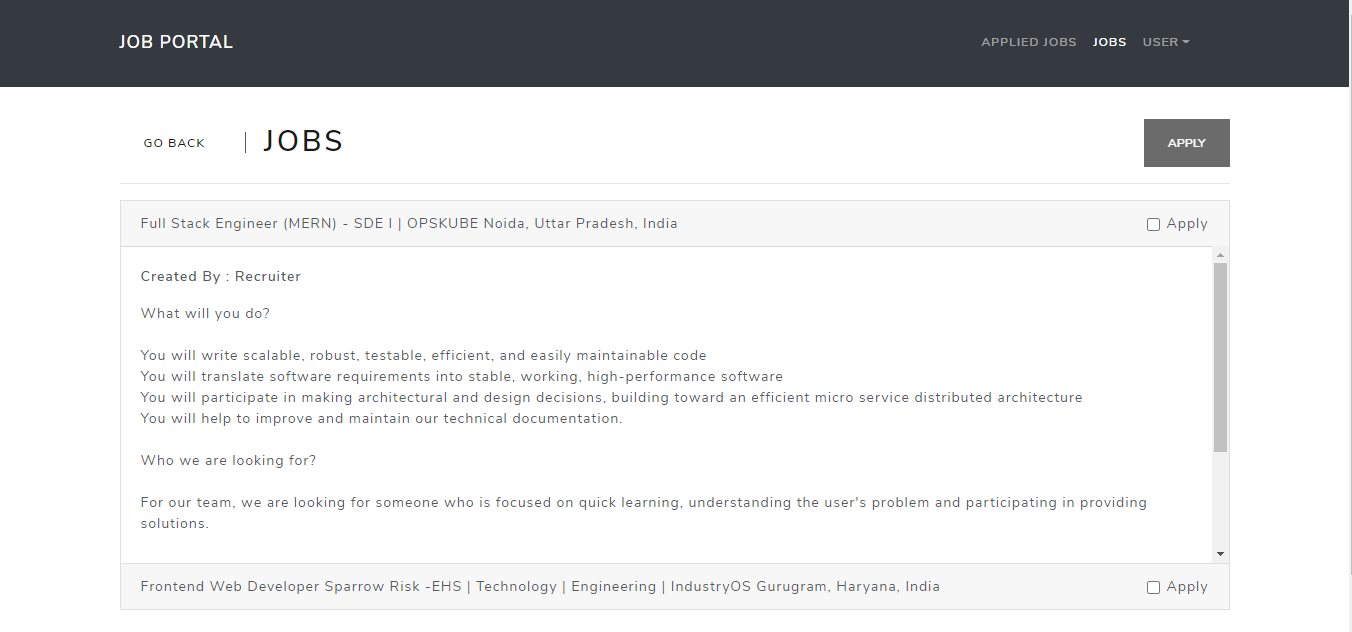 JOB PORTAL
APPLIED JOBS JOBS USER
GO BACK | JOBS
APPLY
Full Stack Engineer (MERN) - SDE I | OPSKUBE Noida, Uttar Pradesh, India
Apply
Created By : Recruiter
What will you do?
You will write scalable, robust, testable, efficient, and easily maintainable code
You will translate software requirements into stable, working, high-performance software
You will participate in making architectural and design decisions, building toward an efficient micro service distributed architecture
You will help to improve and maintain our technical documentation.
Who we are looking for?
For our team, we are looking for someone who is focused on quick learning, understanding the user's problem and participating in providing
solutions.
Frontend Web Developer Sparrow Risk -EHS | Technology | Engineering | IndustryOS Gurugram, Haryana, India
Apply